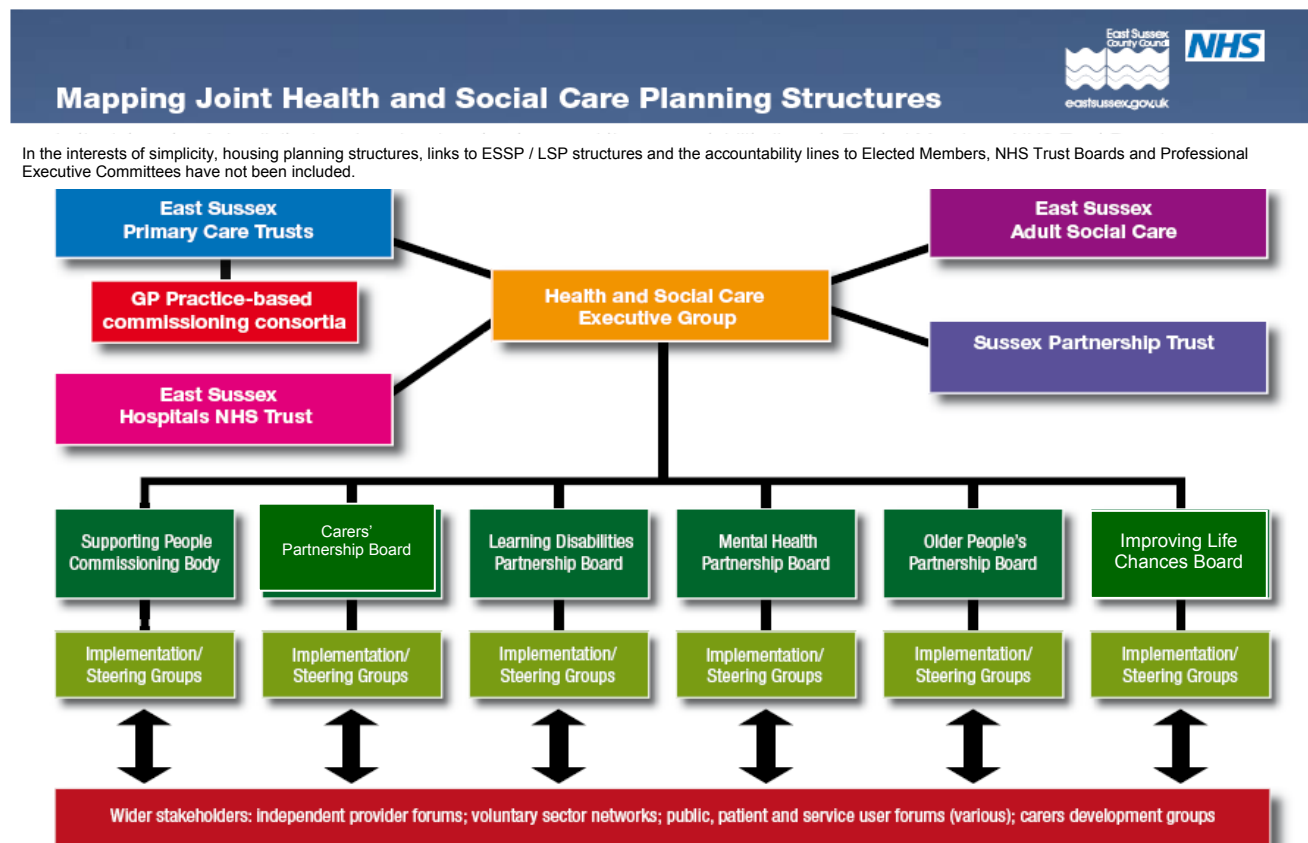 East Sussex
County Council
eastsussex.gov.uk
NHS
Mapping Joint Health and Social Care Planning Structures
In the interests of simplicity, housing planning structures, links to ESSP / LSP structures and the accountability lines to Elected Members, NHS Trust Boards and Professional
Executive Committees have not been included.
East Sussex
Primary Care Trusts
East Sussex
Adult Social Care
GP Practice-based
commissioning consortia
Health and Social Care
Executive Group
Sussex Partnership Trust
East Sussex
Hospitals NHS Trust
Supporting People
Commissioning Body
Carers'
Partnership Board
Learning Disabilities
Partnership Board
Mental Health
Partnership Board
Older People's
Partnership Board
Improving Life
Chances Board
Implementation/
Steering Groups
Implementation/
Steering Groups
Implementation/
Steering Groups
Implementation/
Steering Groups
Implementation/
Steering Groups
Implementation/
Steering Groups
Wider stakeholders: independent provider forums; voluntary sector networks; public, patient and service user forums (various); carers development groups